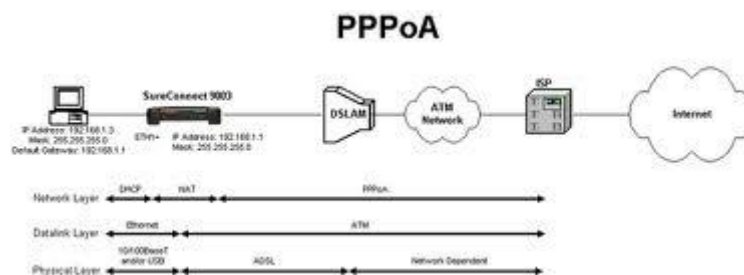 PPPoA
ISP
SureConnect 9003
DSLAM
ATM
Network
Internet
IP Address: 192.168.1.3
Mask: 255.255.255.0
Default Gateway: 192.168.1.1
ETH1+
IP Address: 192.168.1.1
Mask: 255.255.255.0
Network Layer
DHCP
NAT
PPPoA
Datalink Layer
Ethernet
ATM
Physical Layer
10/100BaseT
and/or USB
ADSL
Network Dependent